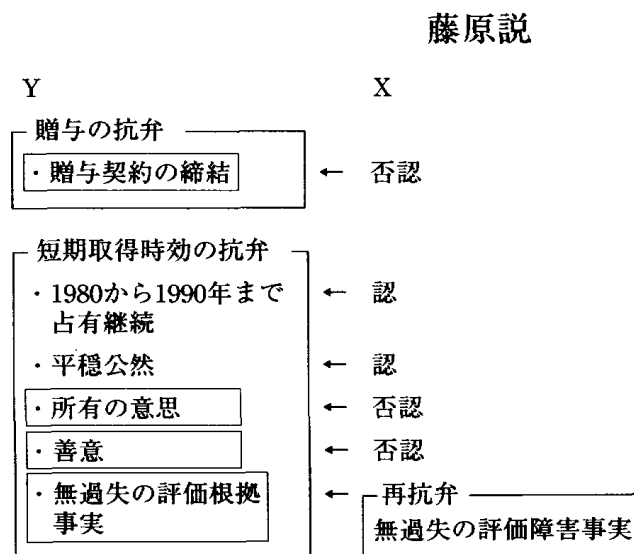 藤原説
Y X
贈与の抗弁
・贈与契約の締結 ← 否認
短期取得時効の抗弁
・1980から1990年まで ← 認
占有継続
・平穏公然 ← 認
・所有の意思 ← 否認
・善意 ← 否認
・無過失の評価根拠 ← 再抗弁
事実 無過失の評価障害事実